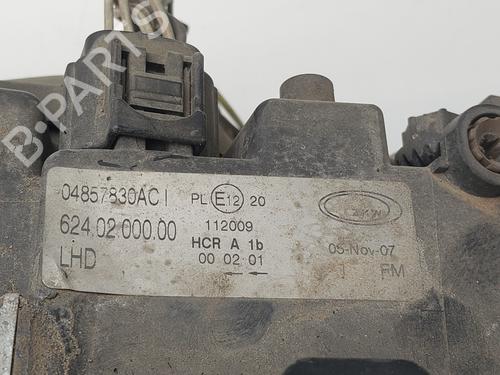 B-PARTS
04857830AC I
PL E12 20
624.02.000.00
112009
LHD
HCR A 1b
00 02 01
ZKW
05-Nov-07
FM